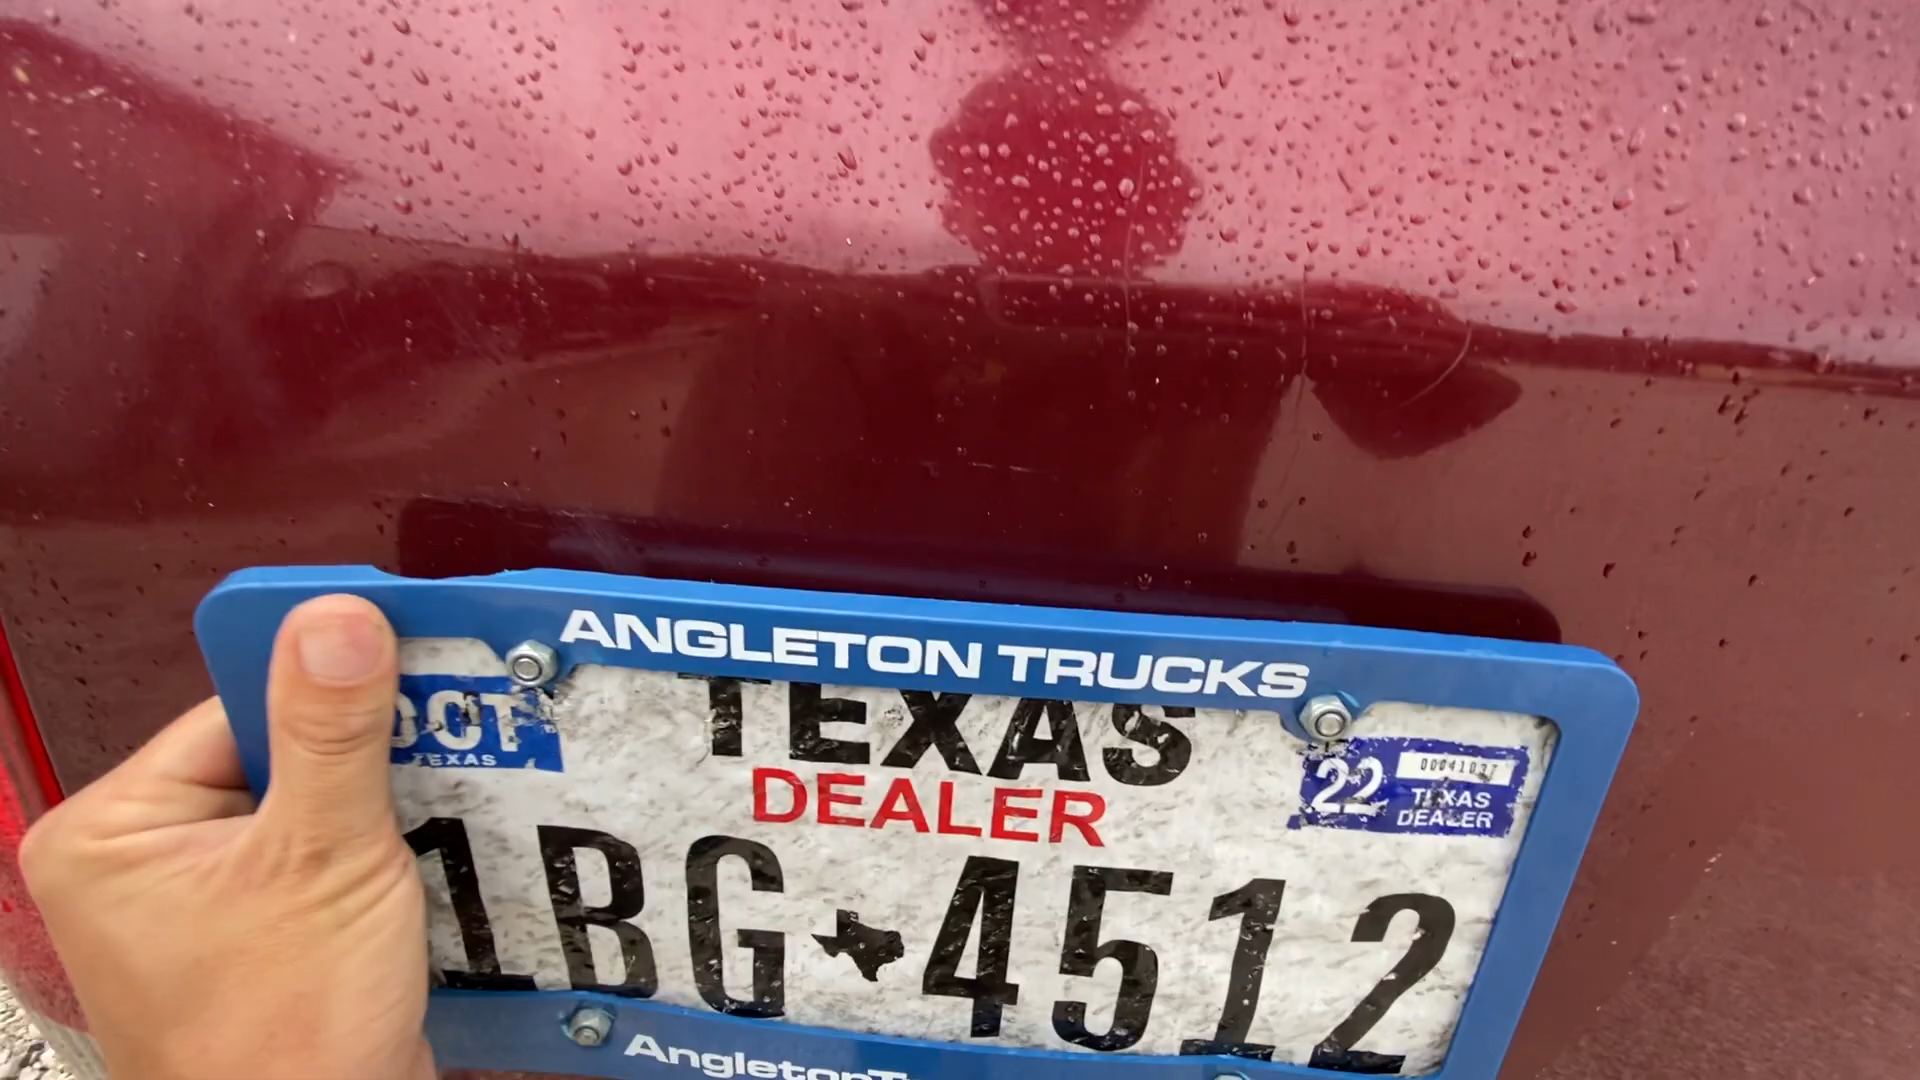 ANGLETON TRUCKS
OCT
TEXAS
TEXAS
DEALER
22
TEXAS
DEALER
1BG 4512